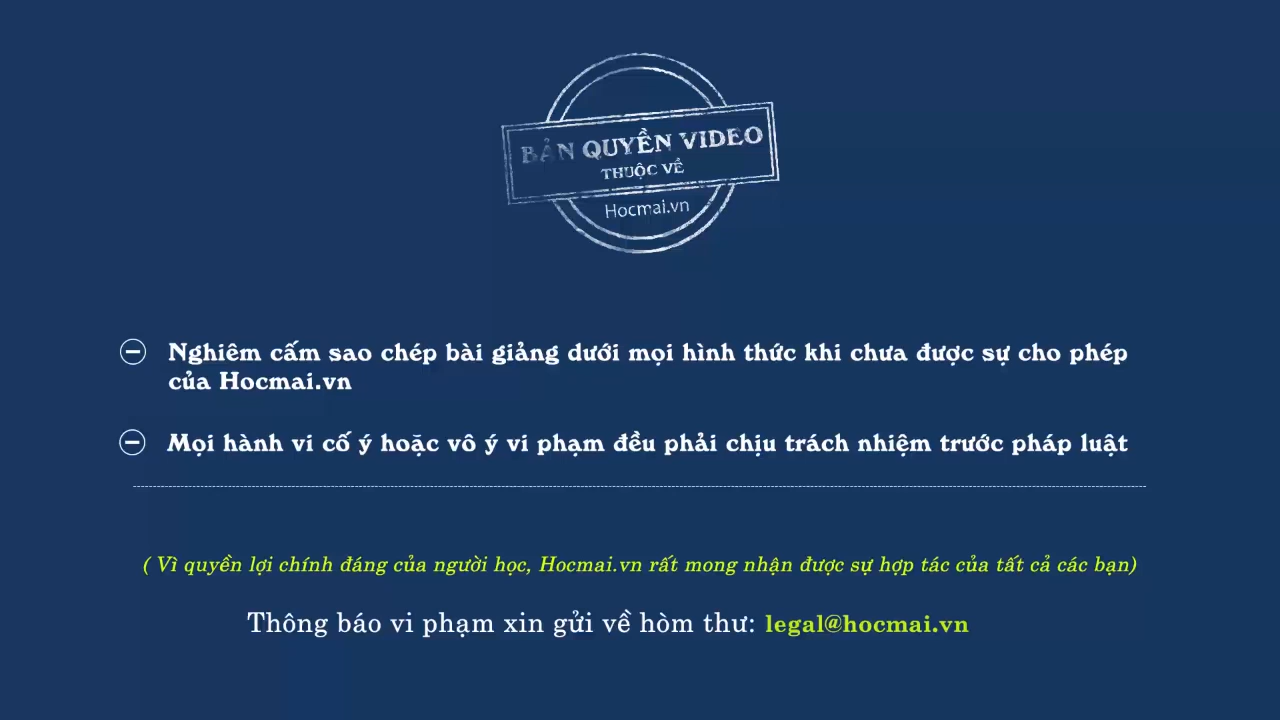 BẢN QUYỀN VIDEO
THUỘC VỀ
Hocmai.vn
Nghiêm cấm sao chép bài giảng dưới mọi hình thức khi chưa được sự cho phép
của Hocmai.vn
Mọi hành vi cố ý hoặc vô ý vi phạm đều phải chịu trách nhiệm trước pháp luật
( Vì quyền lợi chính đáng của người học, Hocmai.vn rất mong nhận được sự hợp tác của tất cả các bạn)
Thông báo vi phạm xin gửi về hòm thư: legal@hocmai.vn